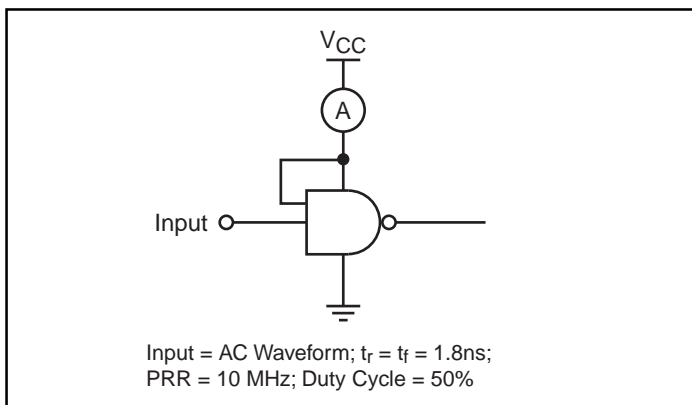 VCC
A
Input
Input = AC Waveform; tr = tf = 1.8ns;
PRR = 10 MHz; Duty Cycle = 50%